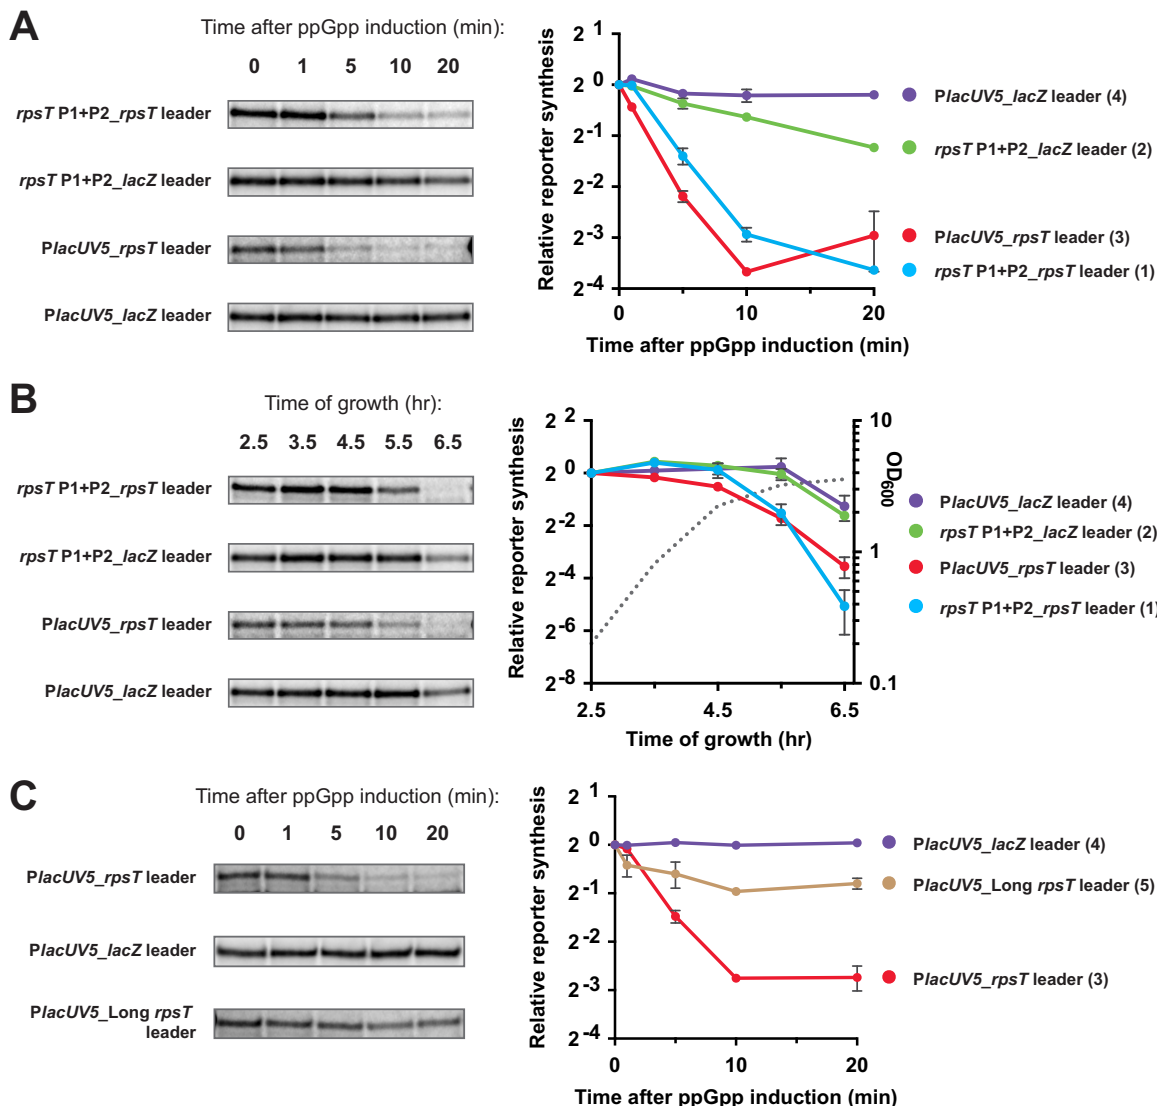 A
Time after ppGpp induction (min):
0 1 5 10 20
rpsT P1+P2_rpsT leader
rpsT P1+P2_lacZ leader
PlacUV5_rpsT leader
PlacUV5_lacZ leader
Relative reporter synthesis
2 1
2 0
2 -1
2 -2
2 -3
2 -4
0 10 20
Time after ppGpp induction (min)
PlacUV5_lacZ leader (4)
rpsT P1+P2_lacZ leader (2)
PlacUV5_rpsT leader (3)
rpsT P1+P2_rpsT leader (1)
B
Time of growth (hr):
2.5 3.5 4.5 5.5 6.5
rpsT P1+P2_rpsT leader
rpsT P1+P2_lacZ leader
PlacUV5_rpsT leader
PlacUV5_lacZ leader
Relative reporter synthesis
2 2
2 0
2 -2
2 -4
2 -6
2 -8
2.5 4.5 6.5
Time of growth (hr)
10
1
0.1
OD600
PlacUV5_lacZ leader (4)
rpsT P1+P2_lacZ leader (2)
PlacUV5_rpsT leader (3)
rpsT P1+P2_rpsT leader (1)
C
Time after ppGpp induction (min):
0 1 5 10 20
PlacUV5_rpsT leader
PlacUV5_lacZ leader
PlacUV5_Long rpsT
leader
Relative reporter synthesis
2 1
2 0
2 -1
2 -2
2 -3
2 -4
0 10 20
Time after ppGpp induction (min)
PlacUV5_lacZ leader (4)
PlacUV5_Long rpsT leader (5)
PlacUV5_rpsT leader (3)